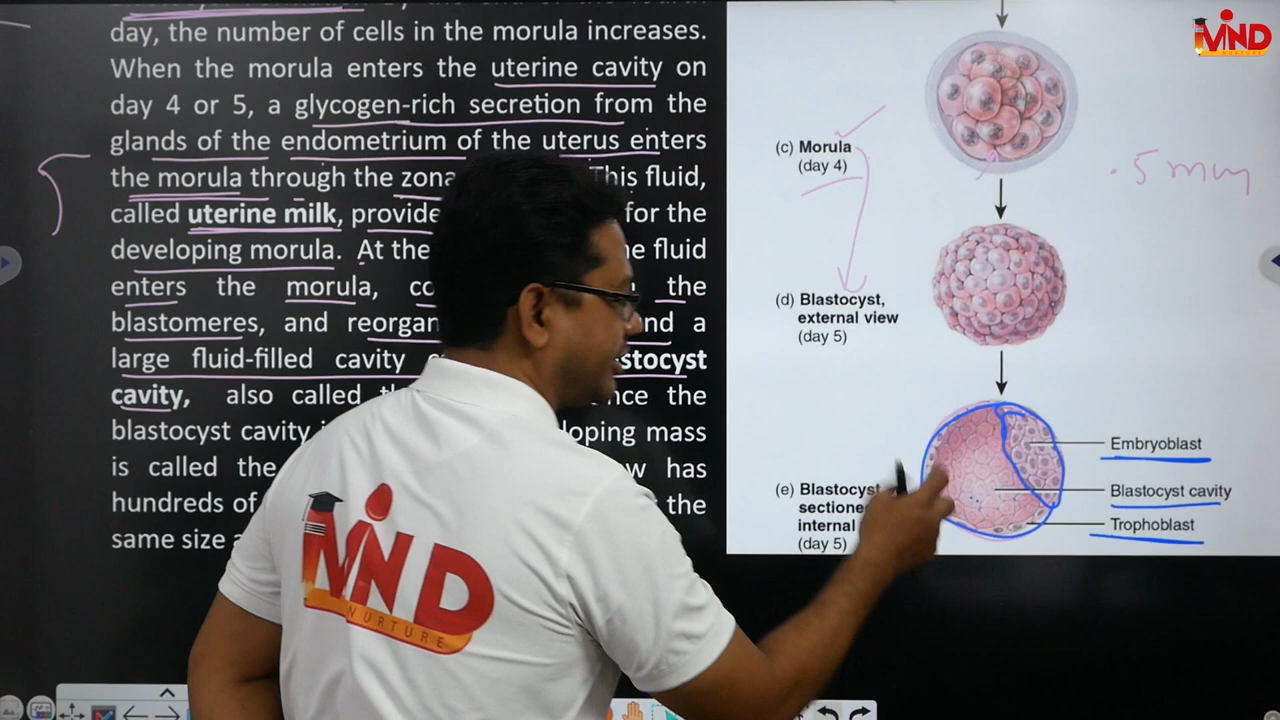 day, the number of cells in the morula increases.
When the morula enters the uterine cavity on
day 4 or 5, a glycogen-rich secretion from the
glands of the endometrium of the uterus enters
the morula through the zona This fluid,
called uterine milk, provide for the
developing morula. At the fluid
enters the morula, the
blastomeres, and reorgan a
large fluid-filled cavity
cavity, also called the
blastocyst cavity mass
is called the has
hundreds of the
same size
(c) Morula
(day 4)
.5 mm
(d) Blastocyst,
external view
(day 5)
Embryoblast
(e) Blastocyst
Blastocyst cavity
internal
Trophoblast
(day 5)
MIND
NURTURE
MIND
NURTURE